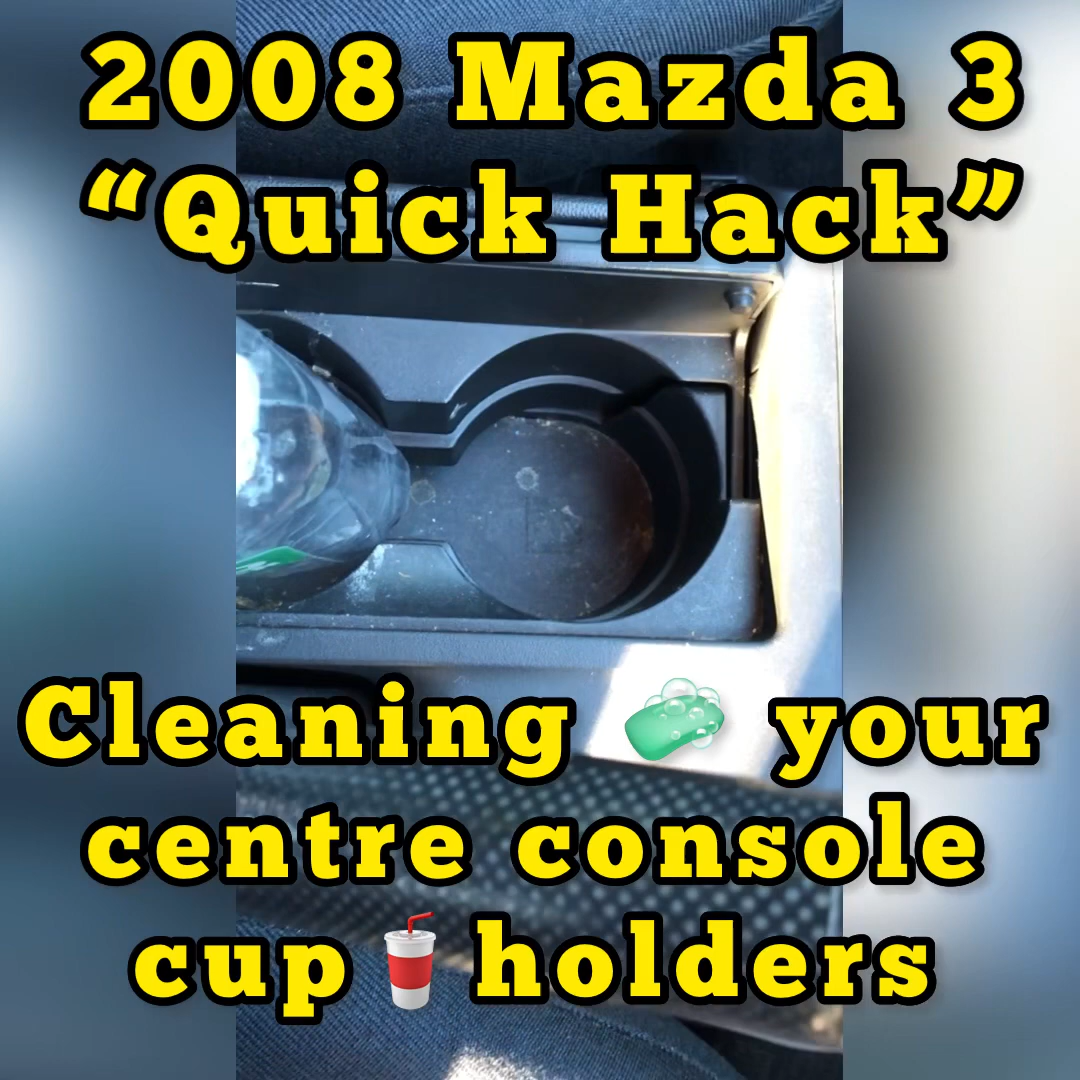 2008 Mazda 3
“Quick Hack”
Cleaning 🧼 your
centre console
cup🥤holders